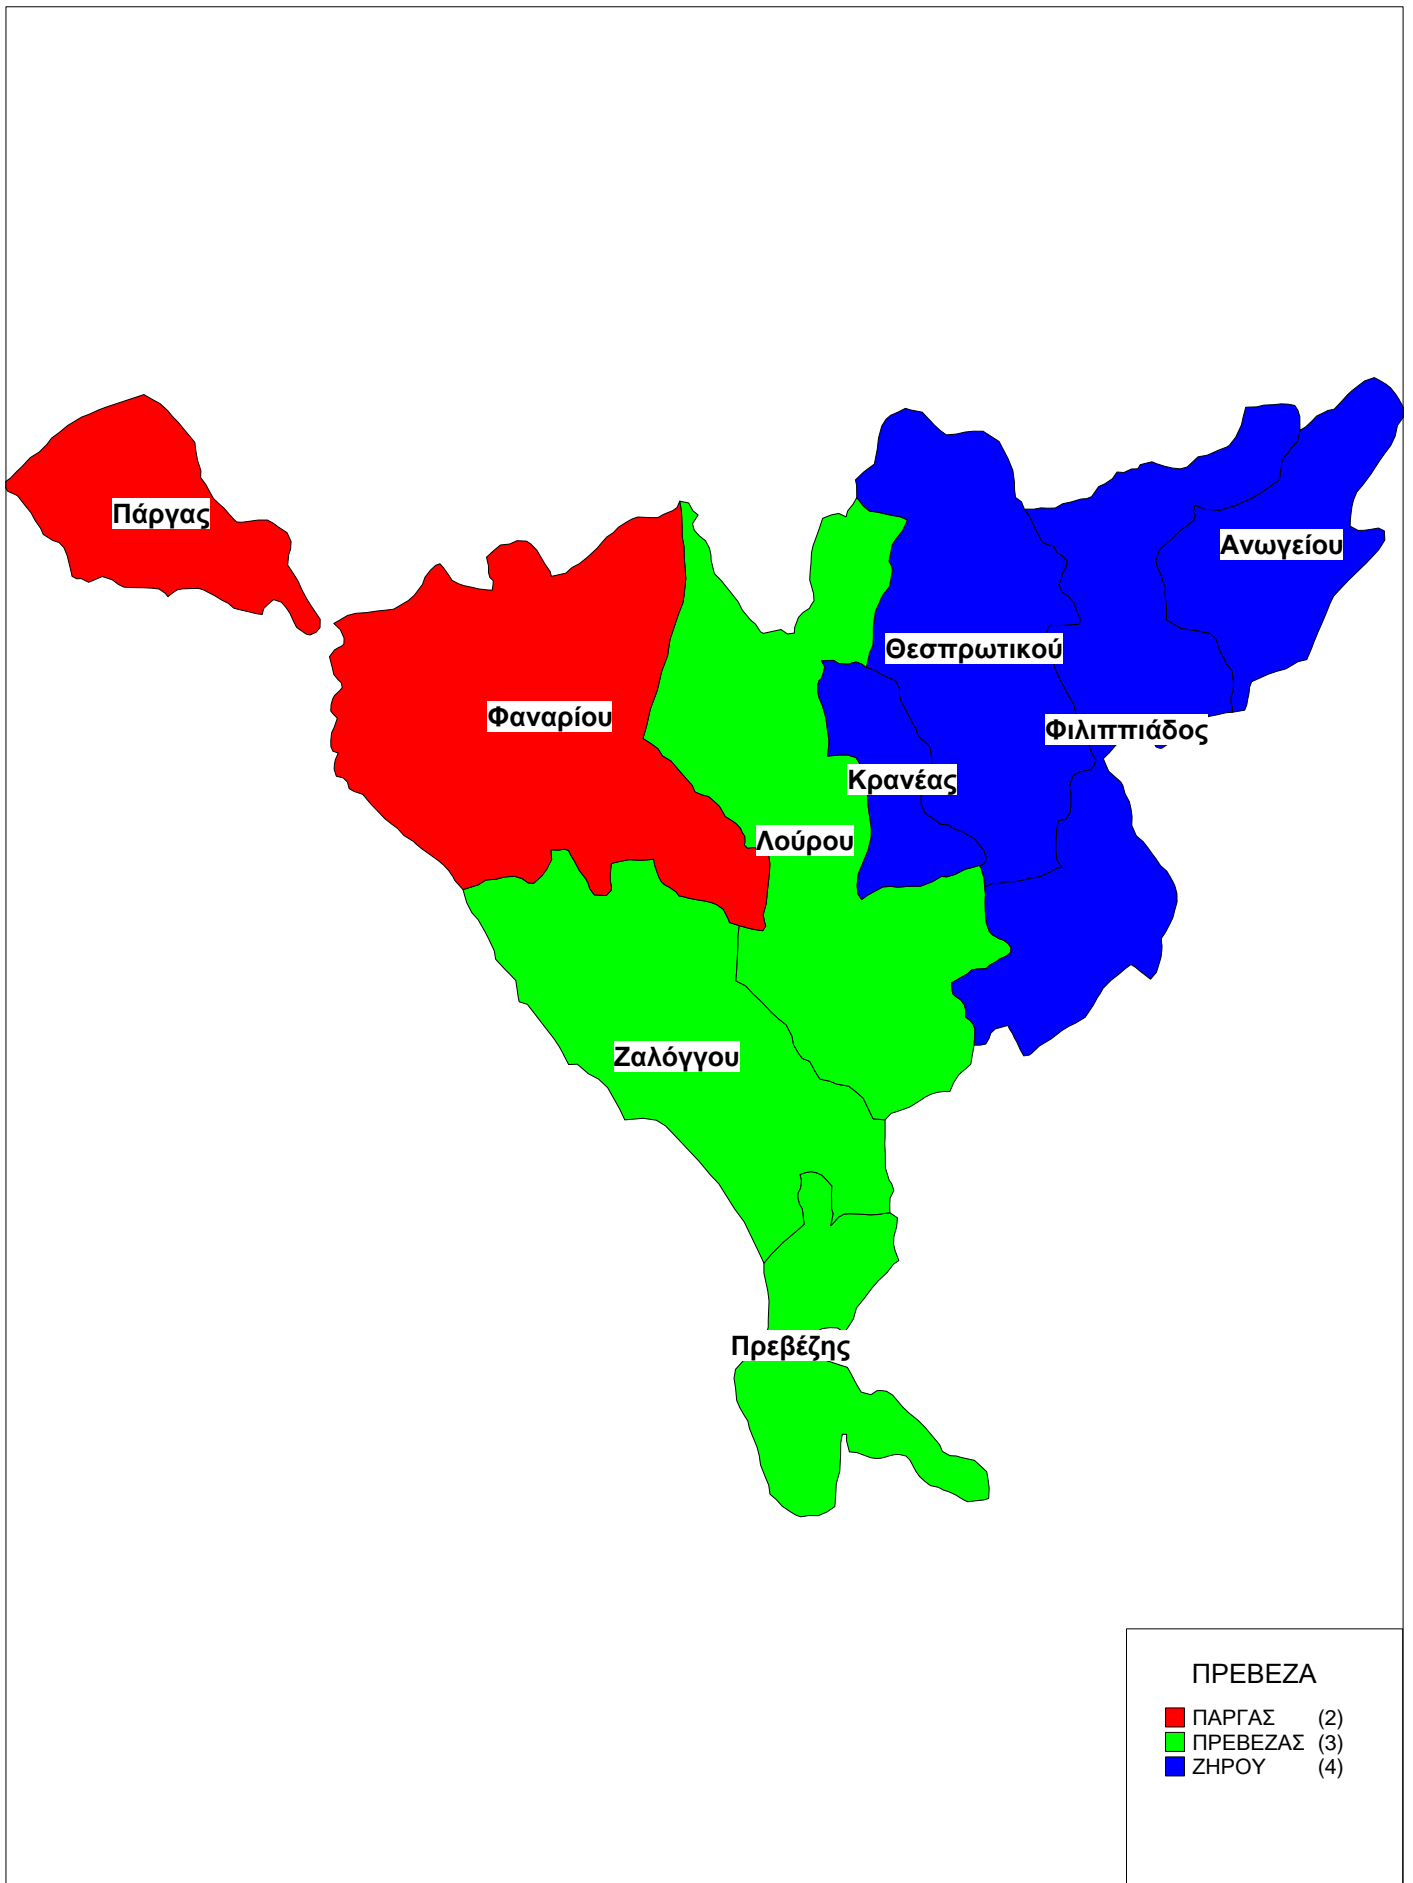 Πάργας
Ανωγείου
Θεσπρωτικού
Φαναρίου
Φιλιππιάδος
Κρανέας
Λούρου
Ζαλόγγου
Πρεβέζης
ΠΡΕΒΕΖΑ
ΠΑΡΓΑΣ (2)
ΠΡΕΒΕΖΑΣ (3)
ΖΗΡΟΥ (4)